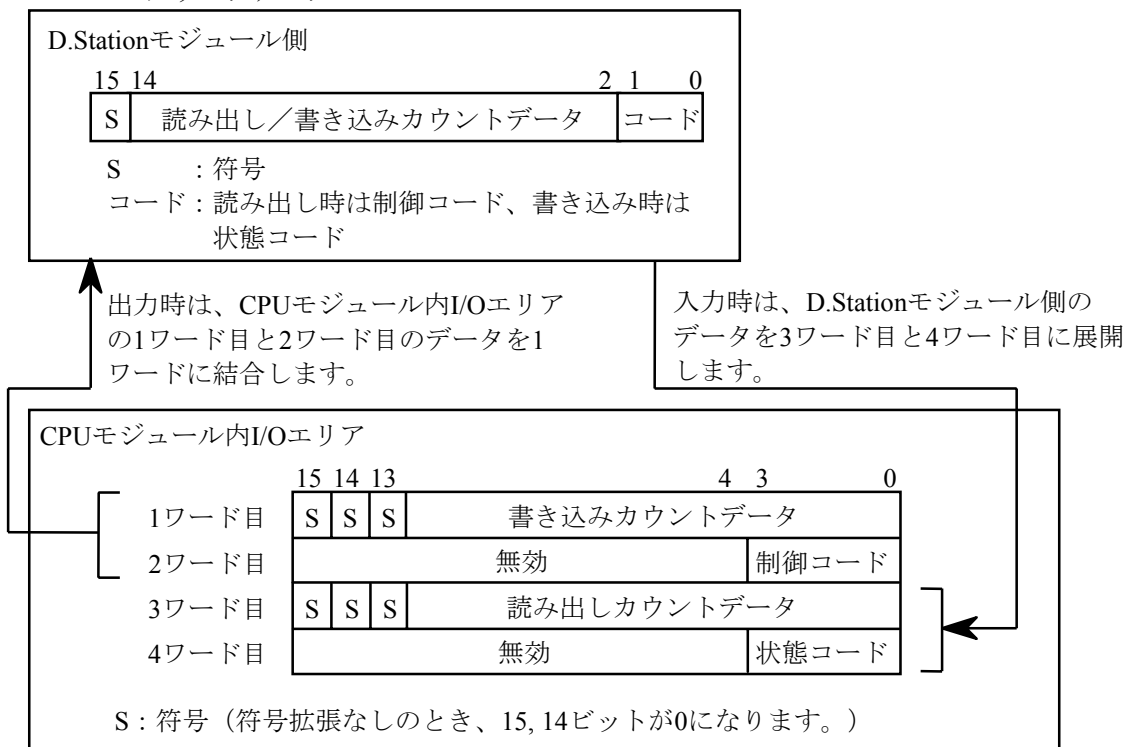 D.Stationモジュール側
15 14 2 1 0
S 読み出し／書き込みカウントデータ コード
S ：符号
コード：読み出し時は制御コード、書き込み時は
状態コード
出力時は、CPUモジュール内I/Oエリア
の1ワード目と2ワード目のデータを1
ワードに結合します。
入力時は、D.Stationモジュール側の
データを3ワード目と4ワード目に展開
します。
CPUモジュール内I/Oエリア
15 14 13 4 3 0
1ワード目 S S S 書き込みカウントデータ
2ワード目 無効 制御コード
3ワード目 S S S 読み出しカウントデータ
4ワード目 無効 状態コード
S：符号（符号拡張なしのとき、15, 14ビットが0になります。）